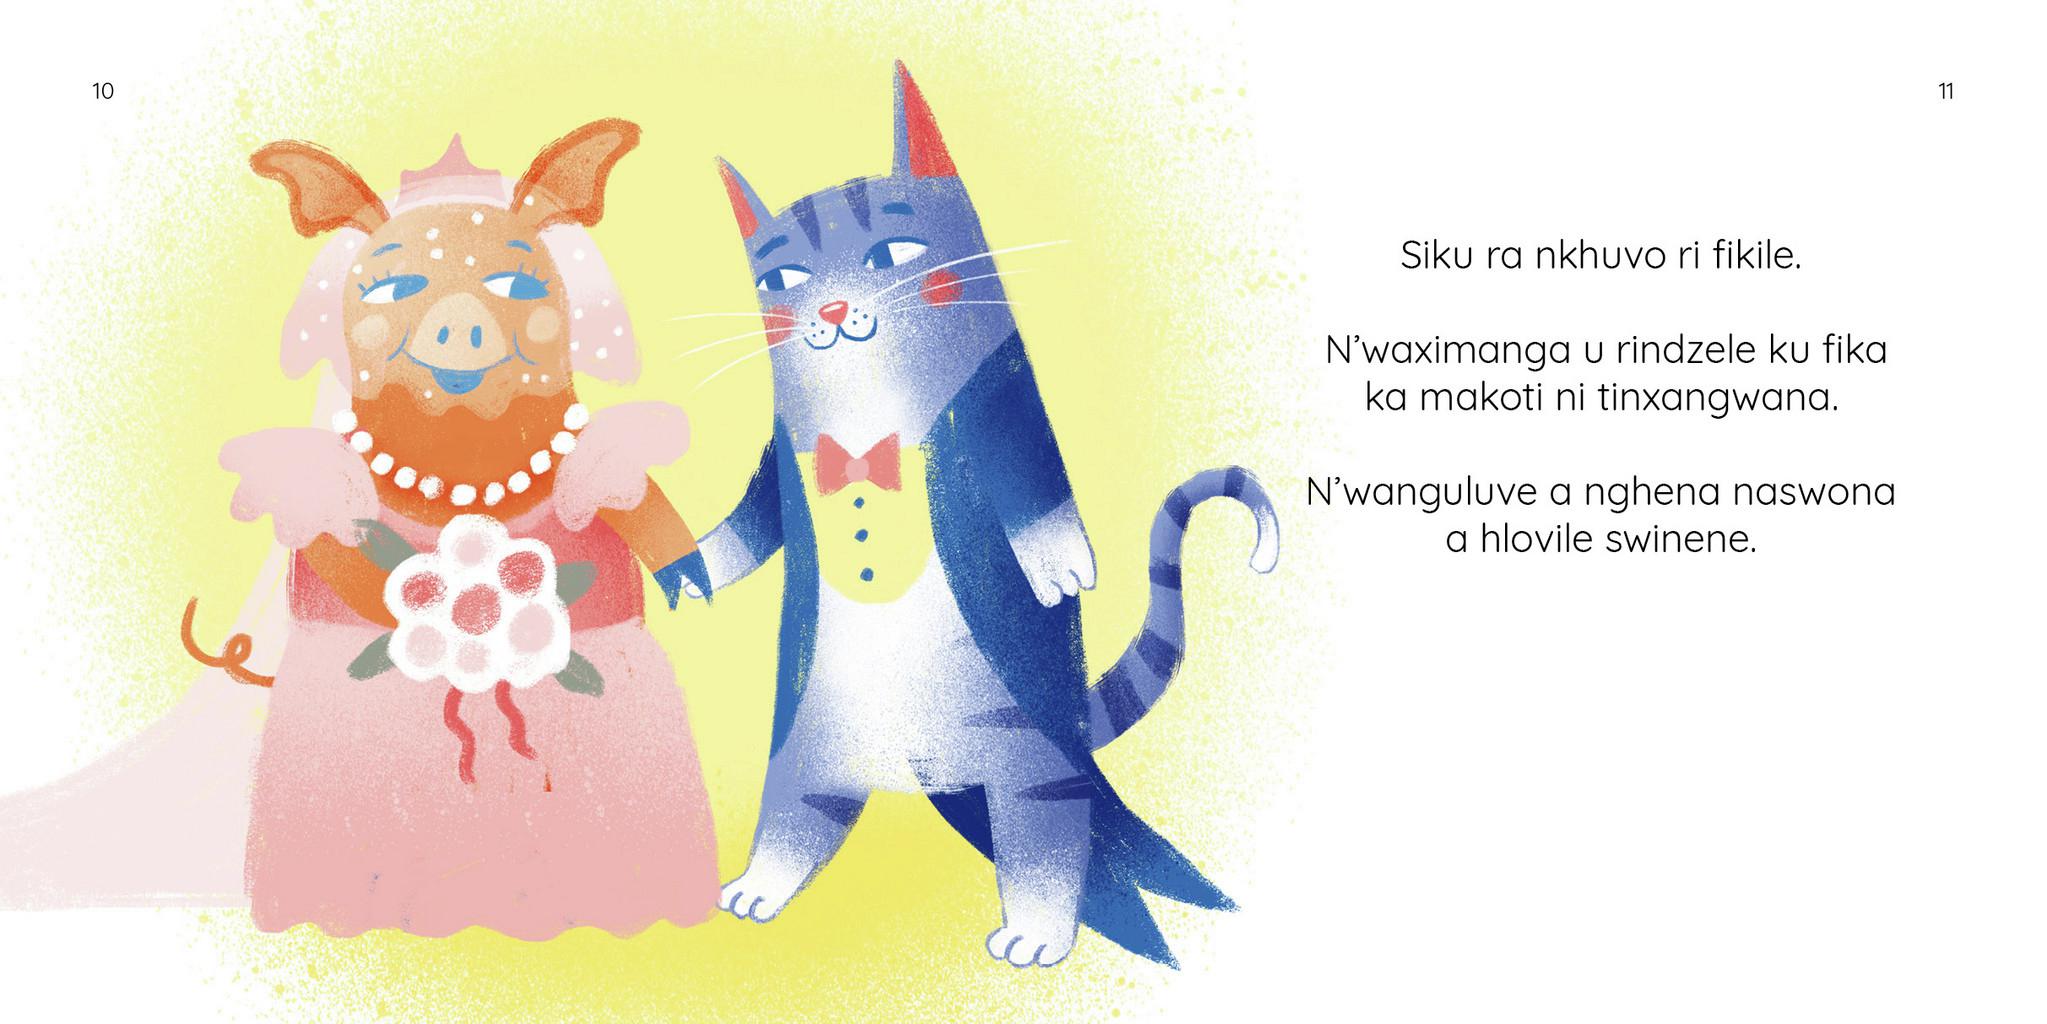 10
11
Siku ra nkhuvo ri fikile.
N’waximanga u rindzele ku fika
ka makoti ni tinxangwana.
N’wanguluve a nghena naswona
a hlovile swinene.